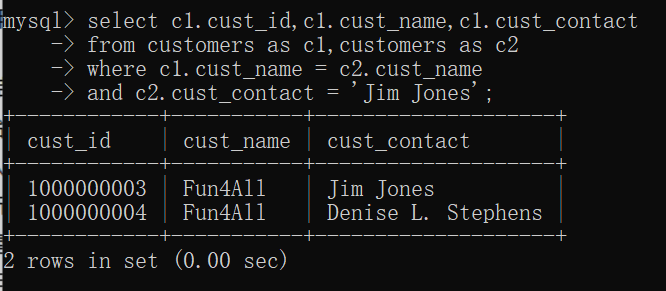 mysql> select c1.cust_id,c1.cust_name,c1.cust_contact
-> from customers as c1,customers as c2
-> where c1.cust_name = c2.cust_name
-> and c2.cust_contact = 'Jim Jones';
+------------+-----------+--------------------+
| cust_id | cust_name | cust_contact |
+------------+-----------+--------------------+
| 1000000003 | Fun4All | Jim Jones |
| 1000000004 | Fun4All | Denise L. Stephens |
+------------+-----------+--------------------+
2 rows in set (0.00 sec)